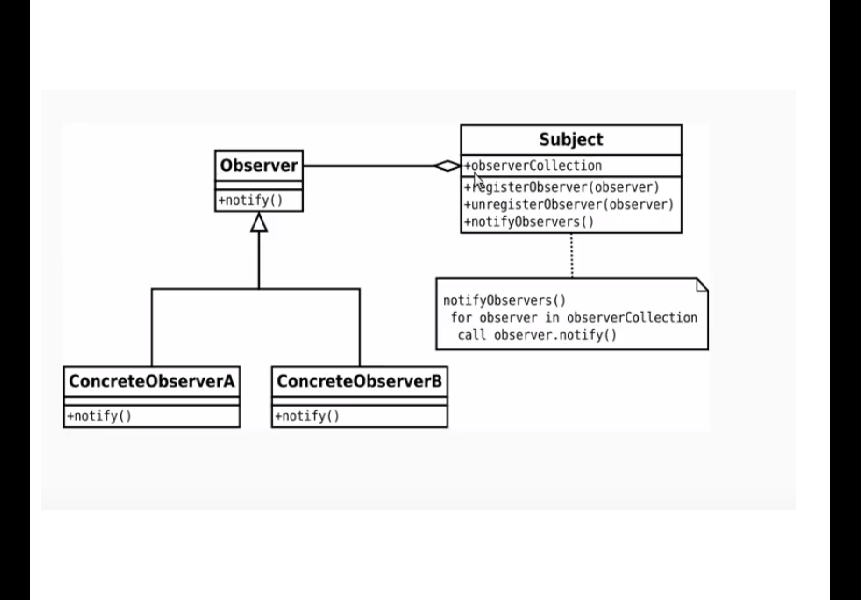 Subject
+observerCollection
+registerObserver(observer)
+unregisterObserver(observer)
+notifyObservers()
Observer
+notify()
notifyObservers()
for observer in observerCollection
call observer.notify()
ConcreteObserverA
+notify()
ConcreteObserverB
+notify()